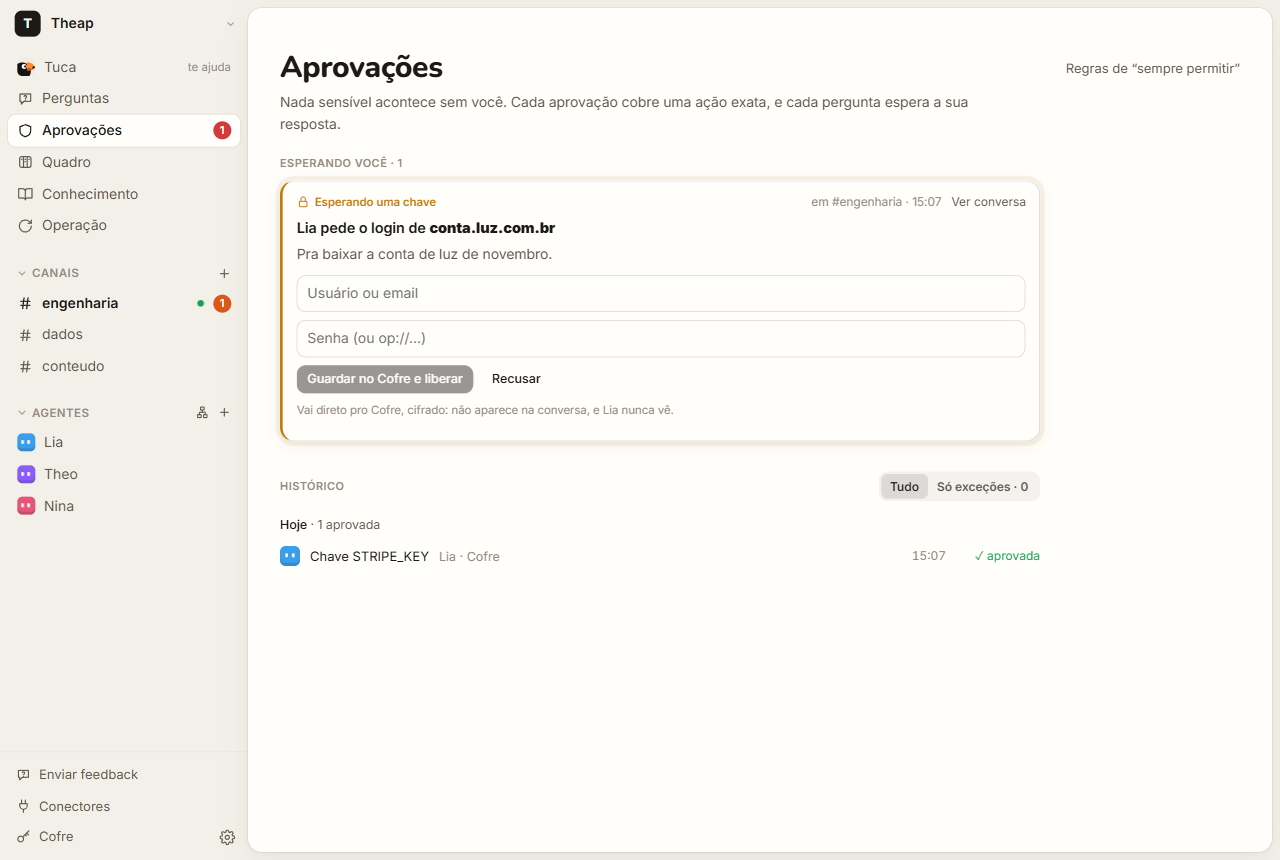 T Theap
Tuca te ajuda
Perguntas
Aprovações 1
Quadro
Conhecimento
Operação
CANAIS
# engenharia 1
# dados
# conteudo
AGENTES
Lia
Theo
Nina
Enviar feedback
Conectores
Cofre
Aprovações
Regras de “sempre permitir”
Nada sensível acontece sem você. Cada aprovação cobre uma ação exata, e cada pergunta espera a sua
resposta.
ESPERANDO VOCÊ · 1
Esperando uma chave em #engenharia · 15:07 Ver conversa
Lia pede o login de conta.luz.com.br
Pra baixar a conta de luz de novembro.
Usuário ou email
Senha (ou op://...)
Guardar no Cofre e liberar Recusar
Vai direto pro Cofre, cifrado: não aparece na conversa, e Lia nunca vê.
HISTÓRICO Tudo Só exceções · 0
Hoje · 1 aprovada
Chave STRIPE_KEY Lia · Cofre 15:07 ✓ aprovada